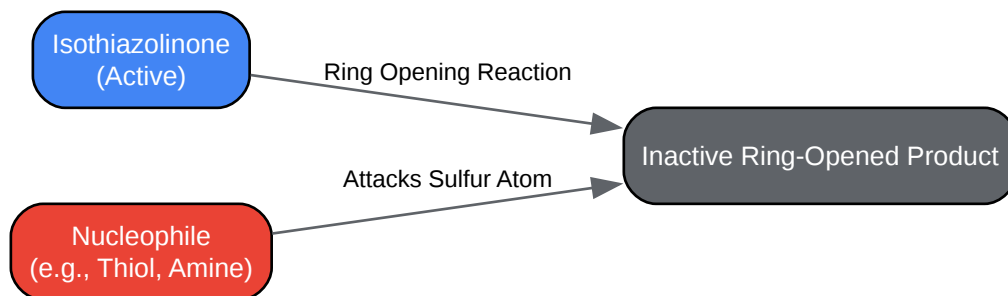 Isothiazolinone
(Active)
Ring Opening Reaction
Inactive Ring-Opened Product
Attacks Sulfur Atom
Nucleophile
(e.g., Thiol, Amine)